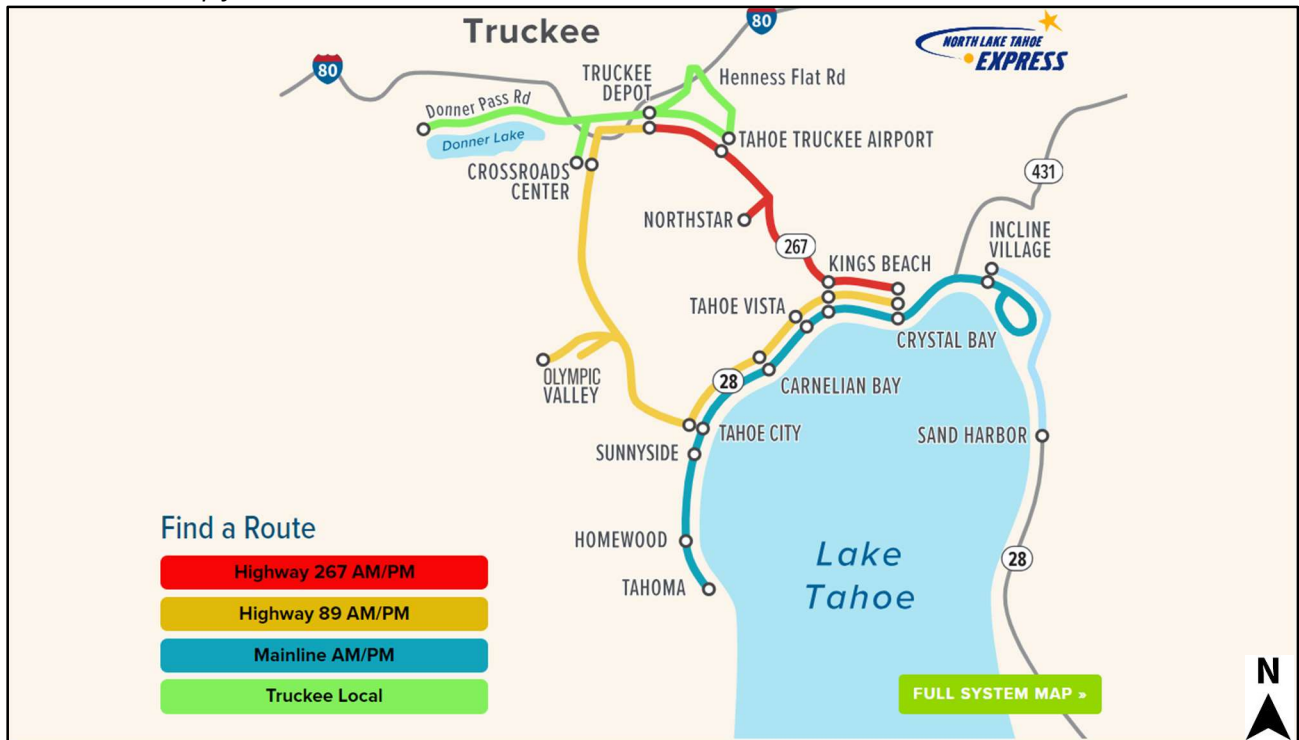 Truckee
80
80
NORTH LAKE TAHOE
EXPRESS
TRUCKEE
DEPOT
Henness Flat Rd
Donner Pass Rd
Donner Lake
TAHOE TRUCKEE AIRPORT
CROSSROADS
CENTER
431
NORTHSTAR
267
INCLINE
VILLAGE
KINGS BEACH
TAHOE VISTA
CRYSTAL BAY
OLYMPIC
VALLEY
28
CARNELIAN BAY
TAHOE CITY
SAND HARBOR
SUNNYSIDE
Find a Route
HOMEWOOD
Lake
Tahoe
28
TAHOMA
Highway 267 AM/PM
Highway 89 AM/PM
Mainline AM/PM
Truckee Local
FULL SYSTEM MAP »
N